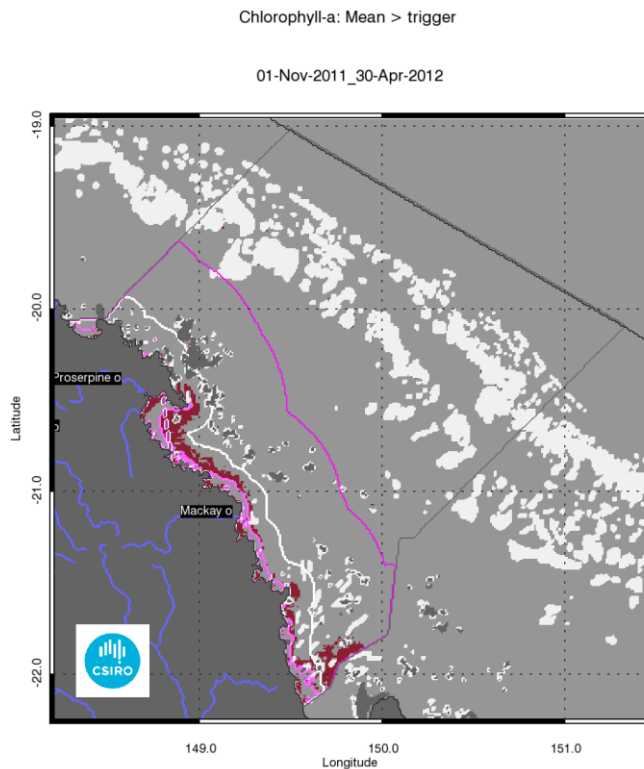 Chlorophyll-a: Mean > trigger
01-Nov-2011_30-Apr-2012
-19.0
-20.0
Proserpine o
o
Latitude
-21.0
Mackay o
CSIRO
-22.0
149.0
150.0
151.0
Longitude